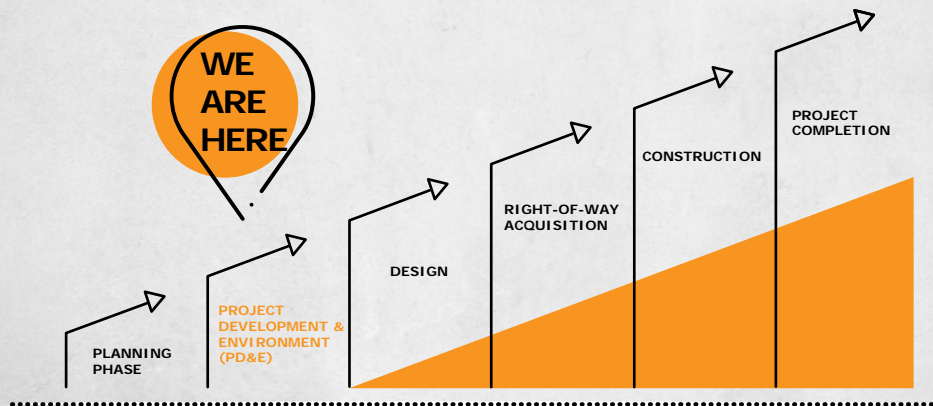 WE
ARE
HERE
PLANNING
PHASE
PROJECT
DEVELOPMENT &
ENVIRONMENT
(PD&E)
DESIGN
RIGHT-OF-WAY
ACQUISITION
CONSTRUCTION
PROJECT
COMPLETION